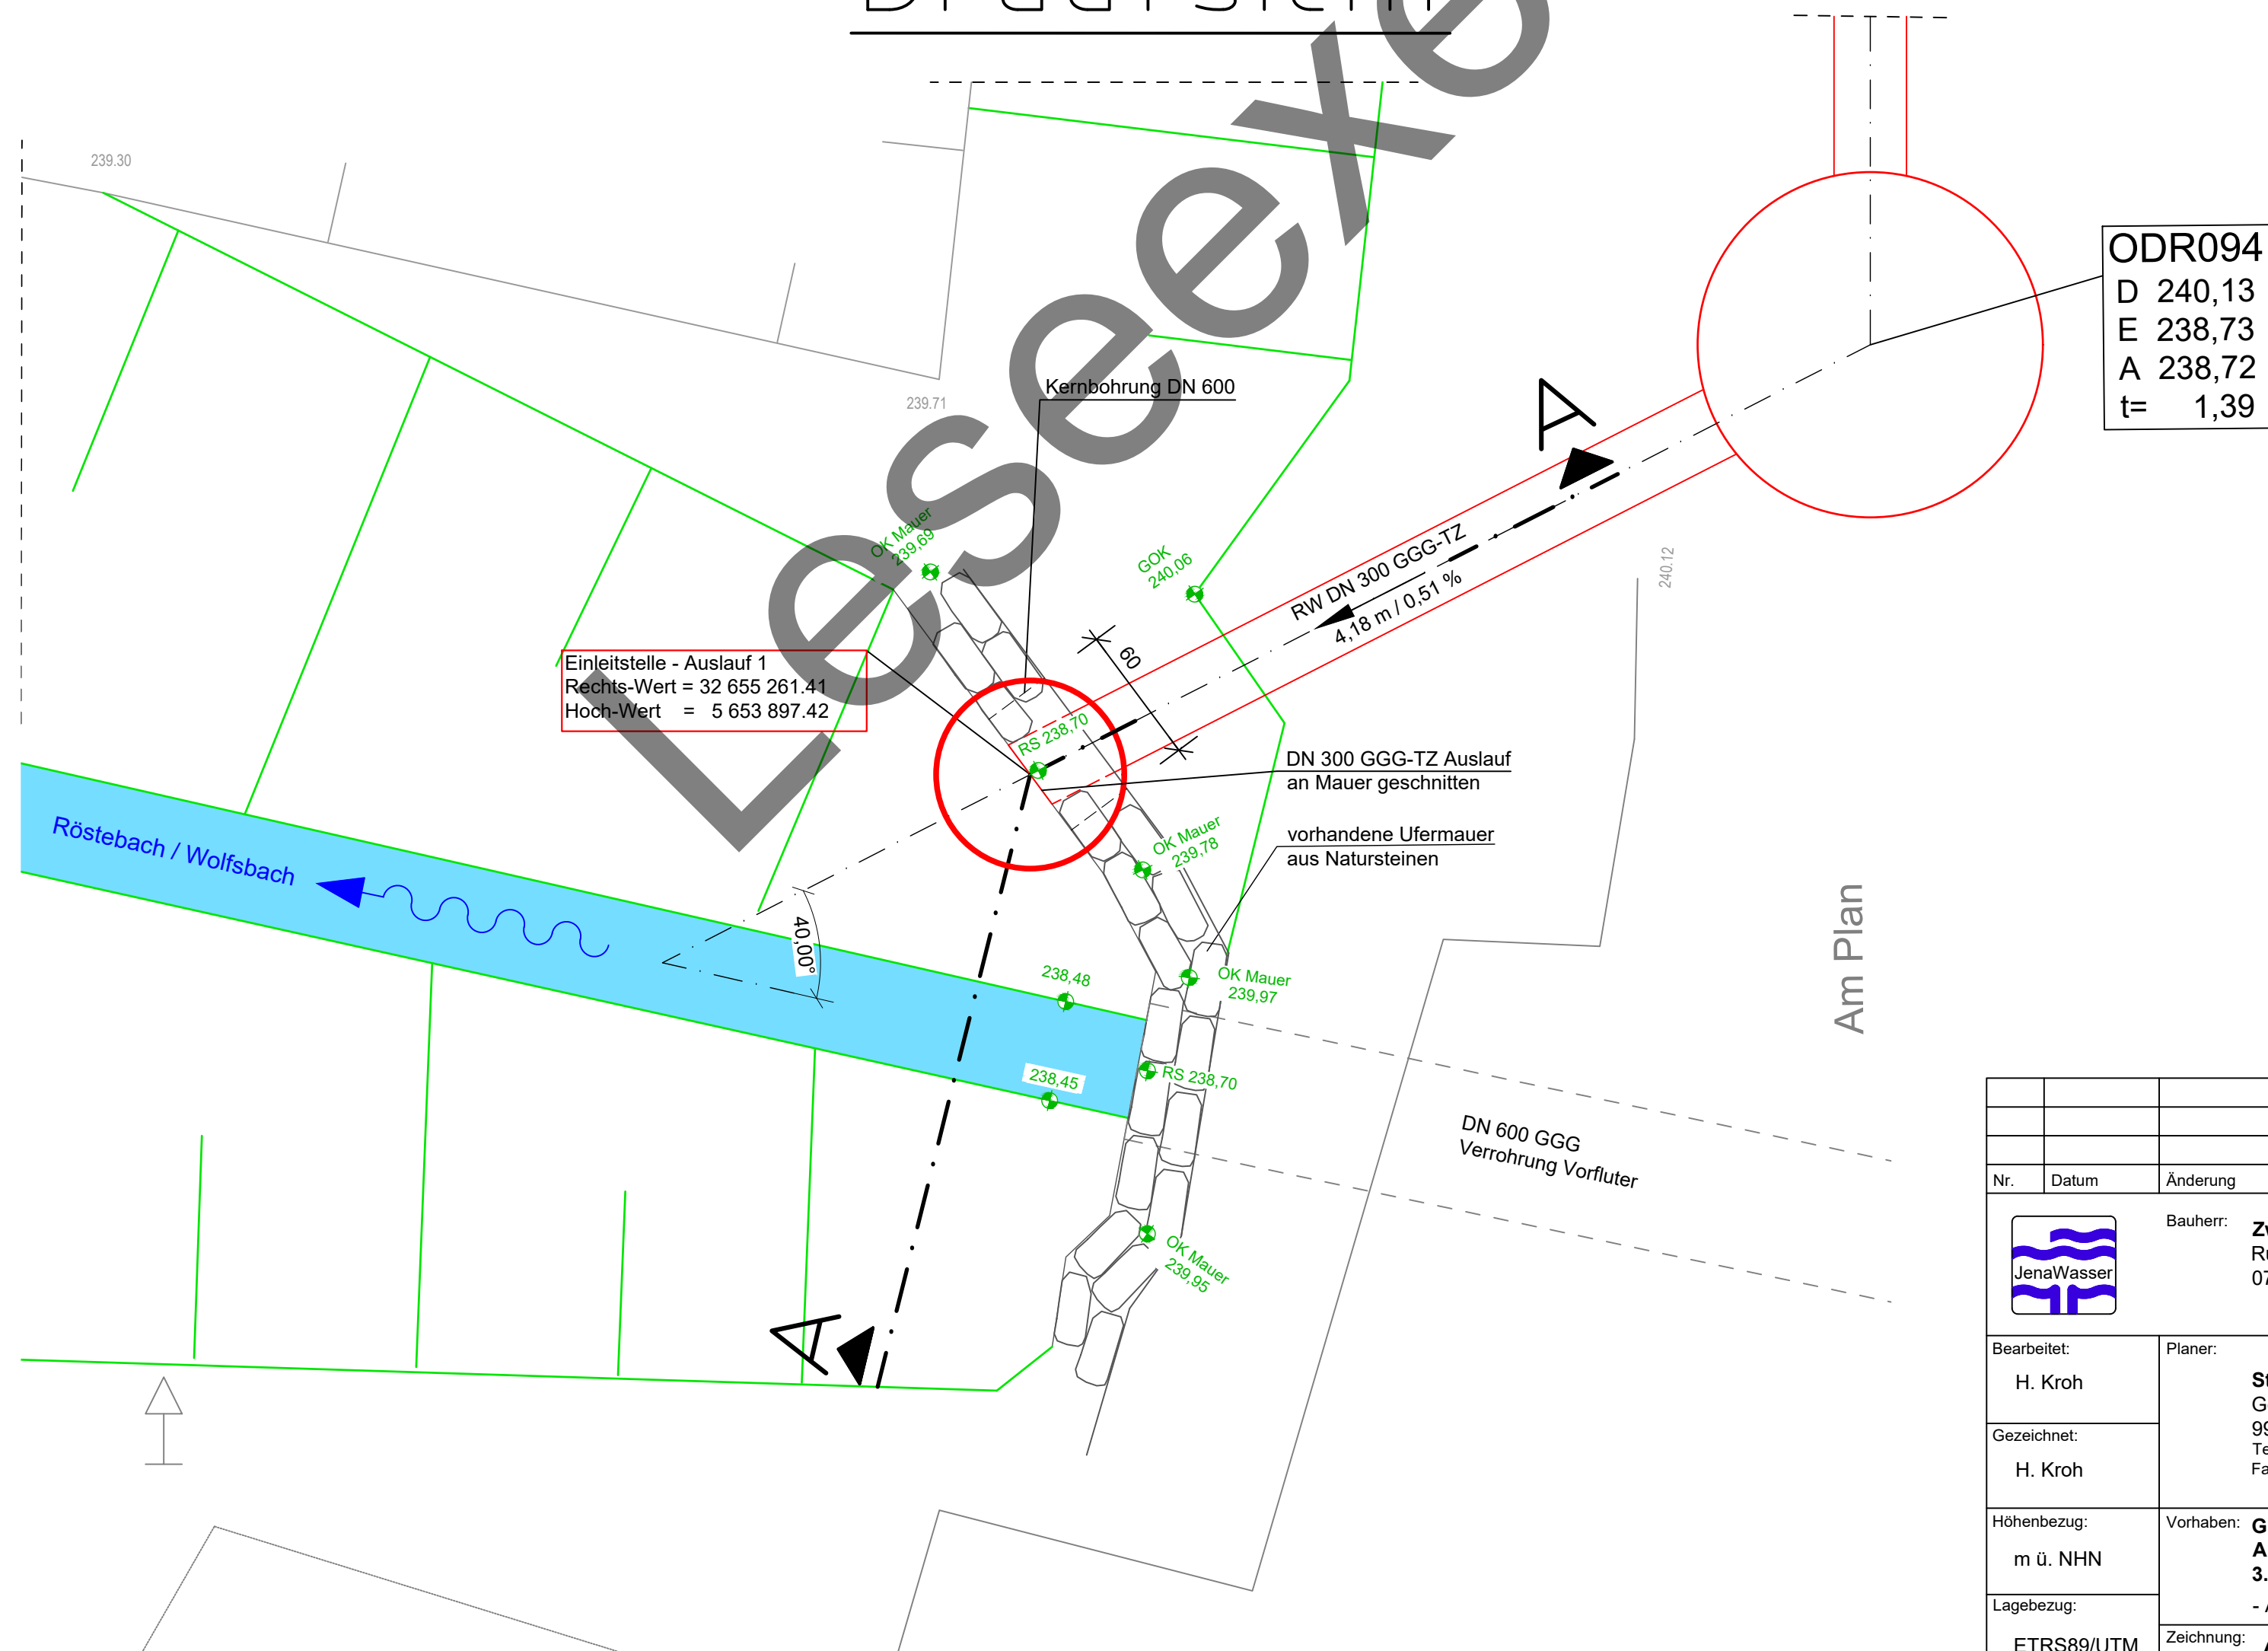 Draufsicht
239.30
239.71
Kernbohrung DN 600
ODR094
D 240,13
E 238,73
A 238,72
t= 1,39
A
OK Mauer
239,69
GOK
240,06
RW DN 300 GGG-TZ
4,18 m / 0,51 %
240.12
60
Einleitstelle - Auslauf 1
Rechts-Wert = 32 655 261.41
Hoch-Wert = 5 653 897.42
RS 238,70
DN 300 GGG-TZ Auslauf
an Mauer geschnitten
OK Mauer
239,78
vorhandene Ufermauer
aus Natursteinen
Röstebach / Wolfsbach
40,00°
238,48
OK Mauer
239,97
Am Plan
238,45
RS 238,70
DN 600 GGG
Verrohrung Vorfluter
OK Mauer
239,95
A
Nr. Datum Änderung
JenaWasser
Bauherr:
Bearbeitet:
H. Kroh
Planer:
Gezeichnet:
H. Kroh
Höhenbezug:
m ü. NHN
Vorhaben:
3.
Lagebezug:
ETRS89/UTM
Zeichnung: